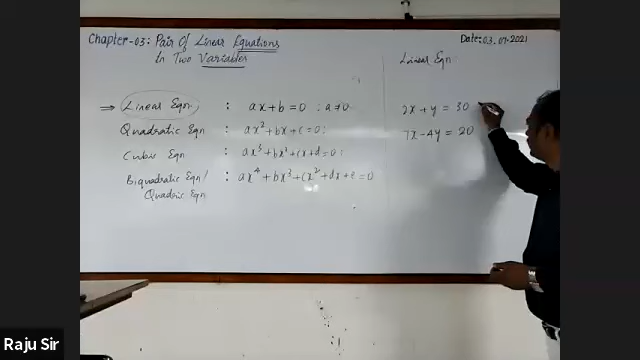 Chapter-03: Pair Of Linear Equations
In Two Variables
Date: 03.07.2021
Linear Eqn
⇒ Linear Eqn : ax + b = 0 ; a ≠ 0
Quadratic Eqn : ax² + bx + c = 0 ;
Cubic Eqn : ax³ + bx² + cx + d = 0 ;
Biquadratic Eqn / : ax⁴ + bx³ + cx² + dx + e = 0
Quadric Eqn
2x + y = 30
7x - 4y = 20
Raju Sir